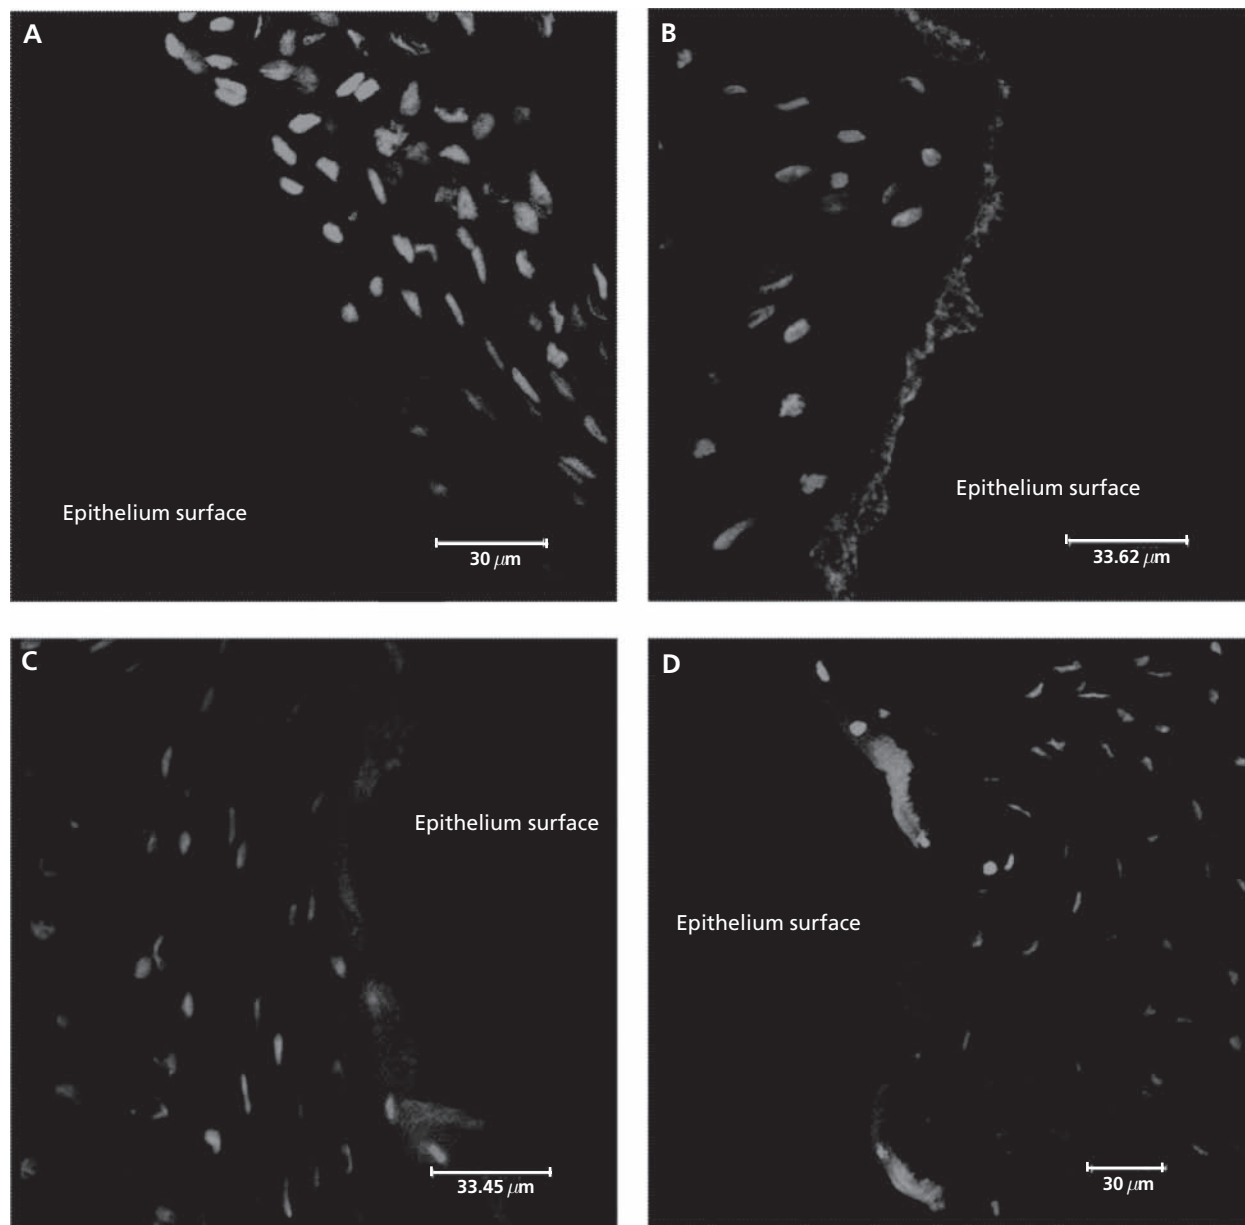 A
Epithelium surface
30 µm
B
Epithelium surface
33.62 µm
C
Epithelium surface
33.45 µm
D
Epithelium surface
30 µm